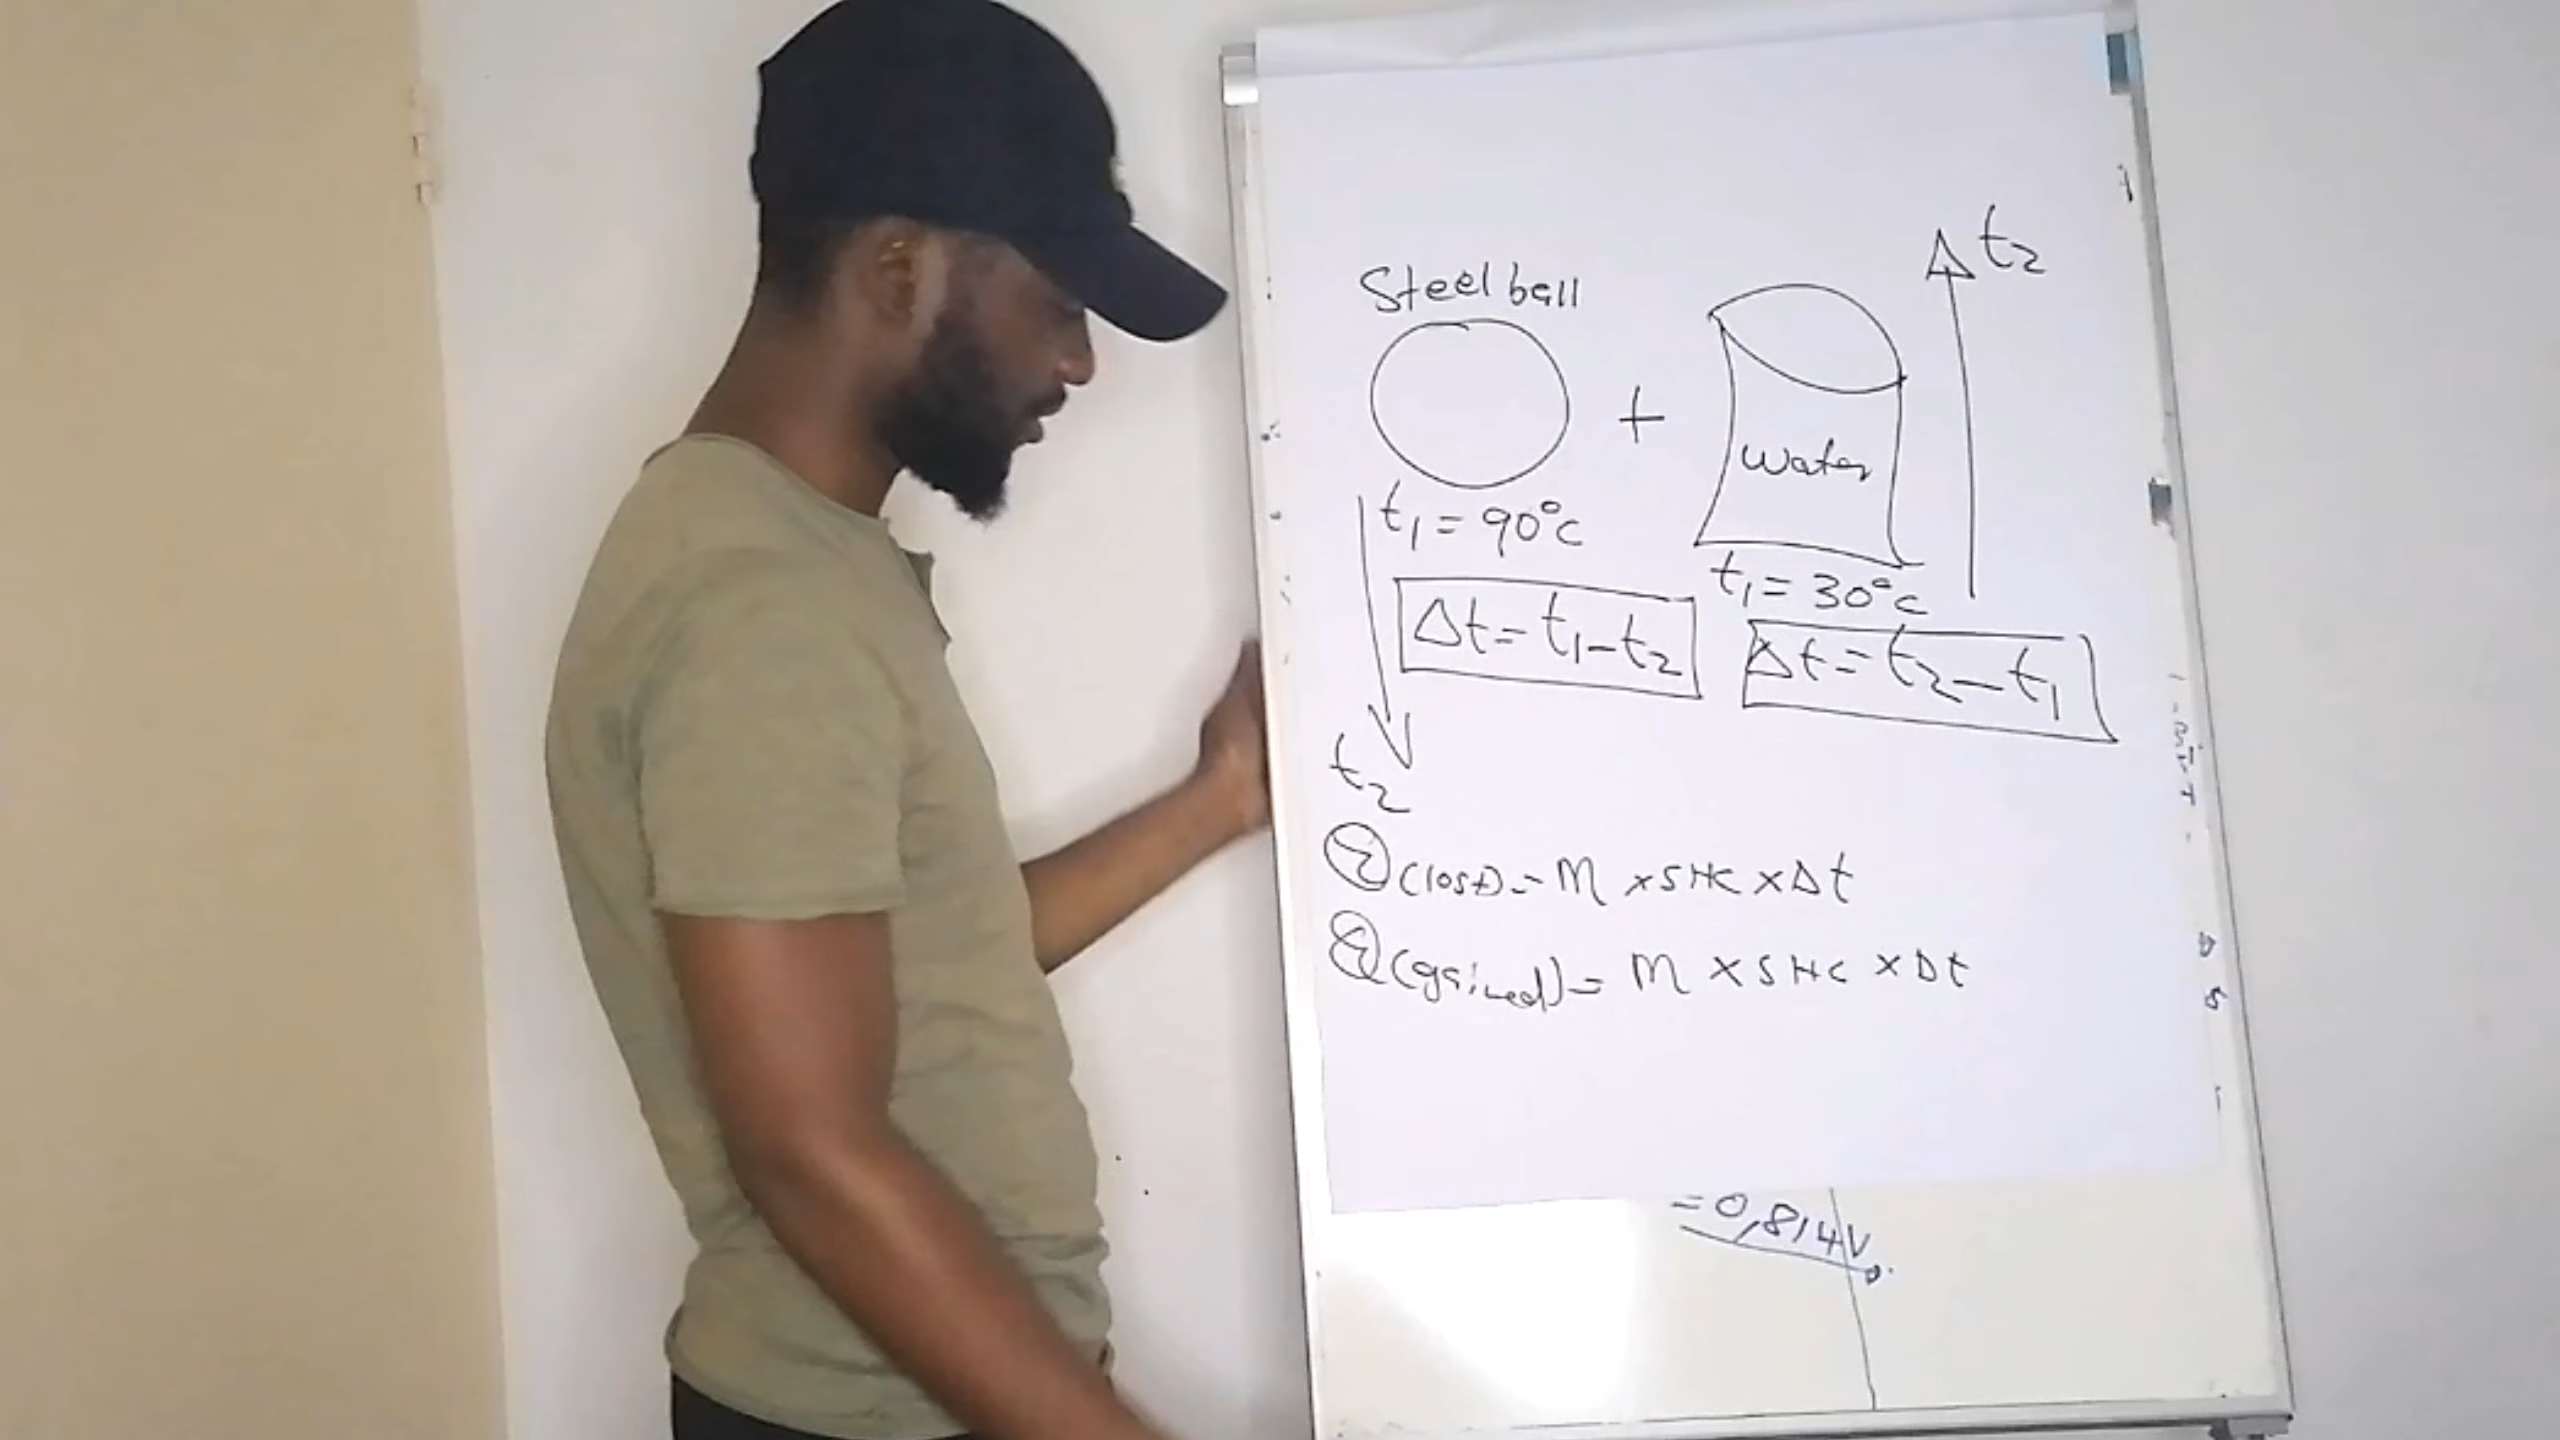 Steel ball
t₂
+
water
t₁ = 90°c
t₁ = 30°c
Δt = t₁ - t₂
Δt = t₂ - t₁
t₂
Q(lost) = M x SHC x Δt
Q(gained) = M x SHC x Δt
= 0,814V